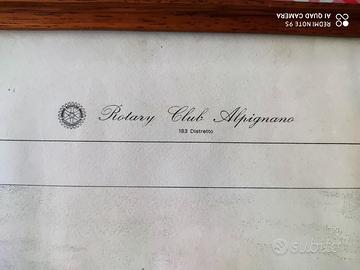 REDMI NOTE 9S
AI QUAD CAMERA
Rotary Club Alpignano
183 Distretto
subito